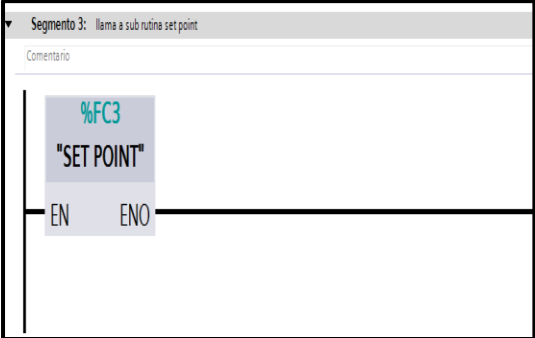 Segmento 3: llama a sub rutina set point
Comentario
%FC3
"SET POINT"
EN ENO